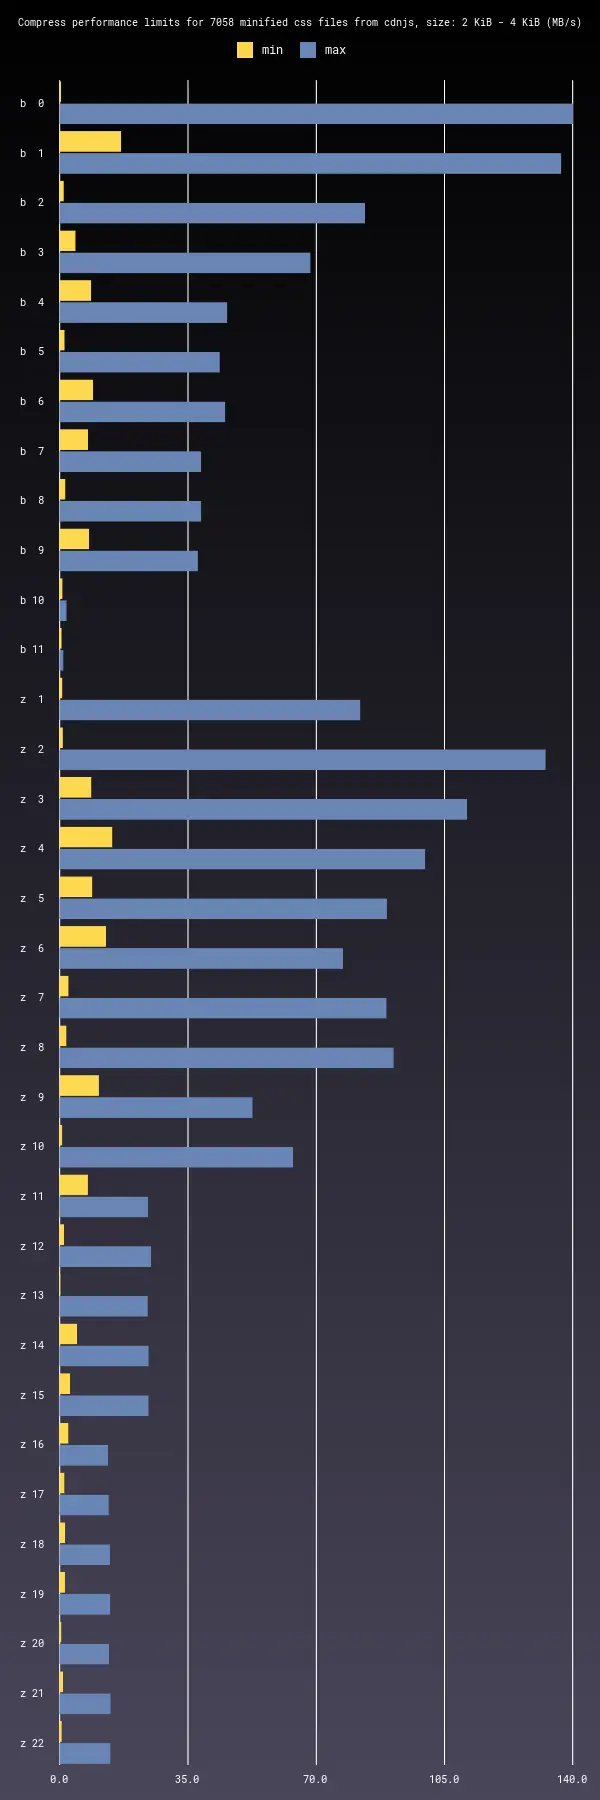 Compress performance limits for 7058 minified css files from cdnjs, size: 2 KiB - 4 KiB (MB/s)
min max
b 0
b 1
b 2
b 3
b 4
b 5
b 6
b 7
b 8
b 9
b 10
b 11
z 1
z 2
z 3
z 4
z 5
z 6
z 7
z 8
z 9
z 10
z 11
z 12
z 13
z 14
z 15
z 16
z 17
z 18
z 19
z 20
z 21
z 22
0.0 35.0 70.0 105.0 140.0